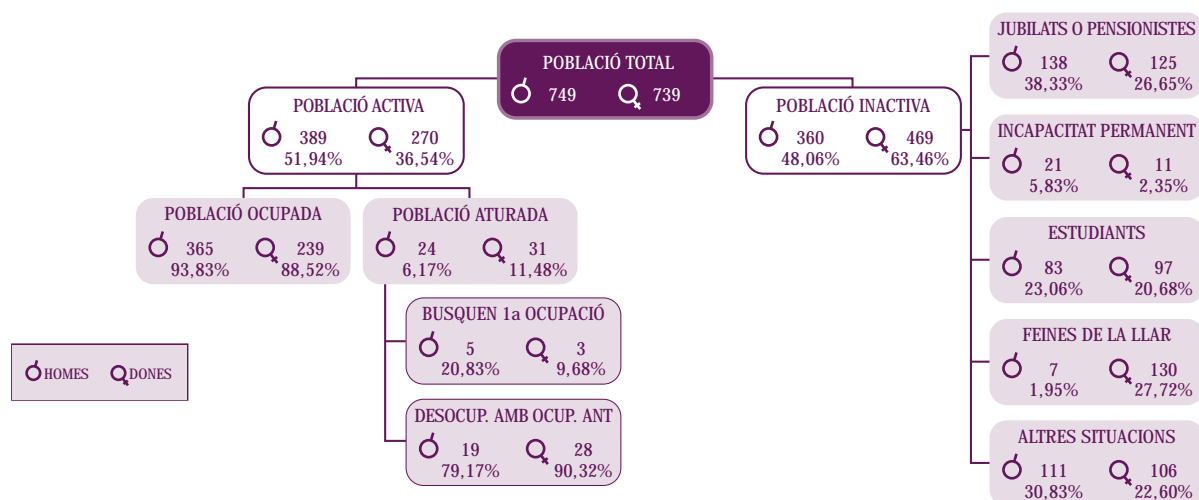 POBLACIÓ TOTAL
749 739
POBLACIÓ ACTIVA
389 270
51,94% 36,54%
POBLACIÓ INACTIVA
360 469
48,06% 63,46%
POBLACIÓ OCUPADA
365 239
93,83% 88,52%
POBLACIÓ ATURADA
24 31
6,17% 11,48%
BUSQUEN 1a OCUPACIÓ
5 3
20,83% 9,68%
DESOCUP. AMB OCUP. ANT
19 28
79,17% 90,32%
HOMES DONES
JUBILATS O PENSIONISTES
138 125
38,33% 26,65%
INCAPACITAT PERMANENT
21 11
5,83% 2,35%
ESTUDIANTS
83 97
23,06% 20,68%
FEINES DE LA LLAR
7 130
1,95% 27,72%
ALTRES SITUACIONS
111 106
30,83% 22,60%